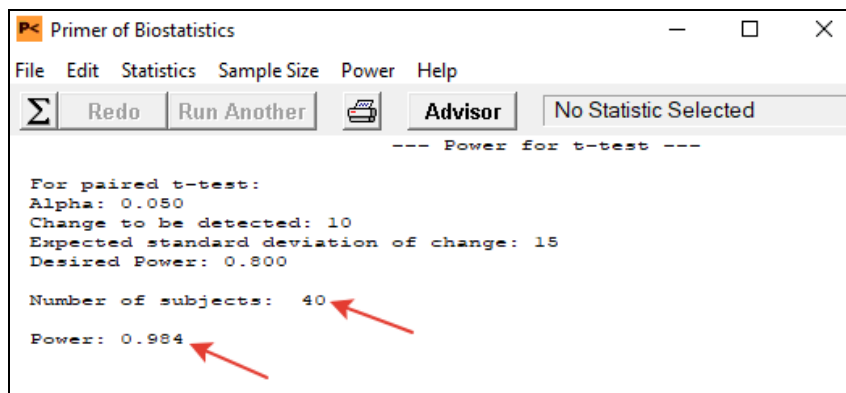 P< Primer of Biostatistics
File Edit Statistics Sample Size Power Help
Σ Redo Run Another Advisor No Statistic Selected
--- Power for t-test ---
For paired t-test:
Alpha: 0.050
Change to be detected: 10
Expected standard deviation of change: 15
Desired Power: 0.800
Number of subjects: 40
Power: 0.984